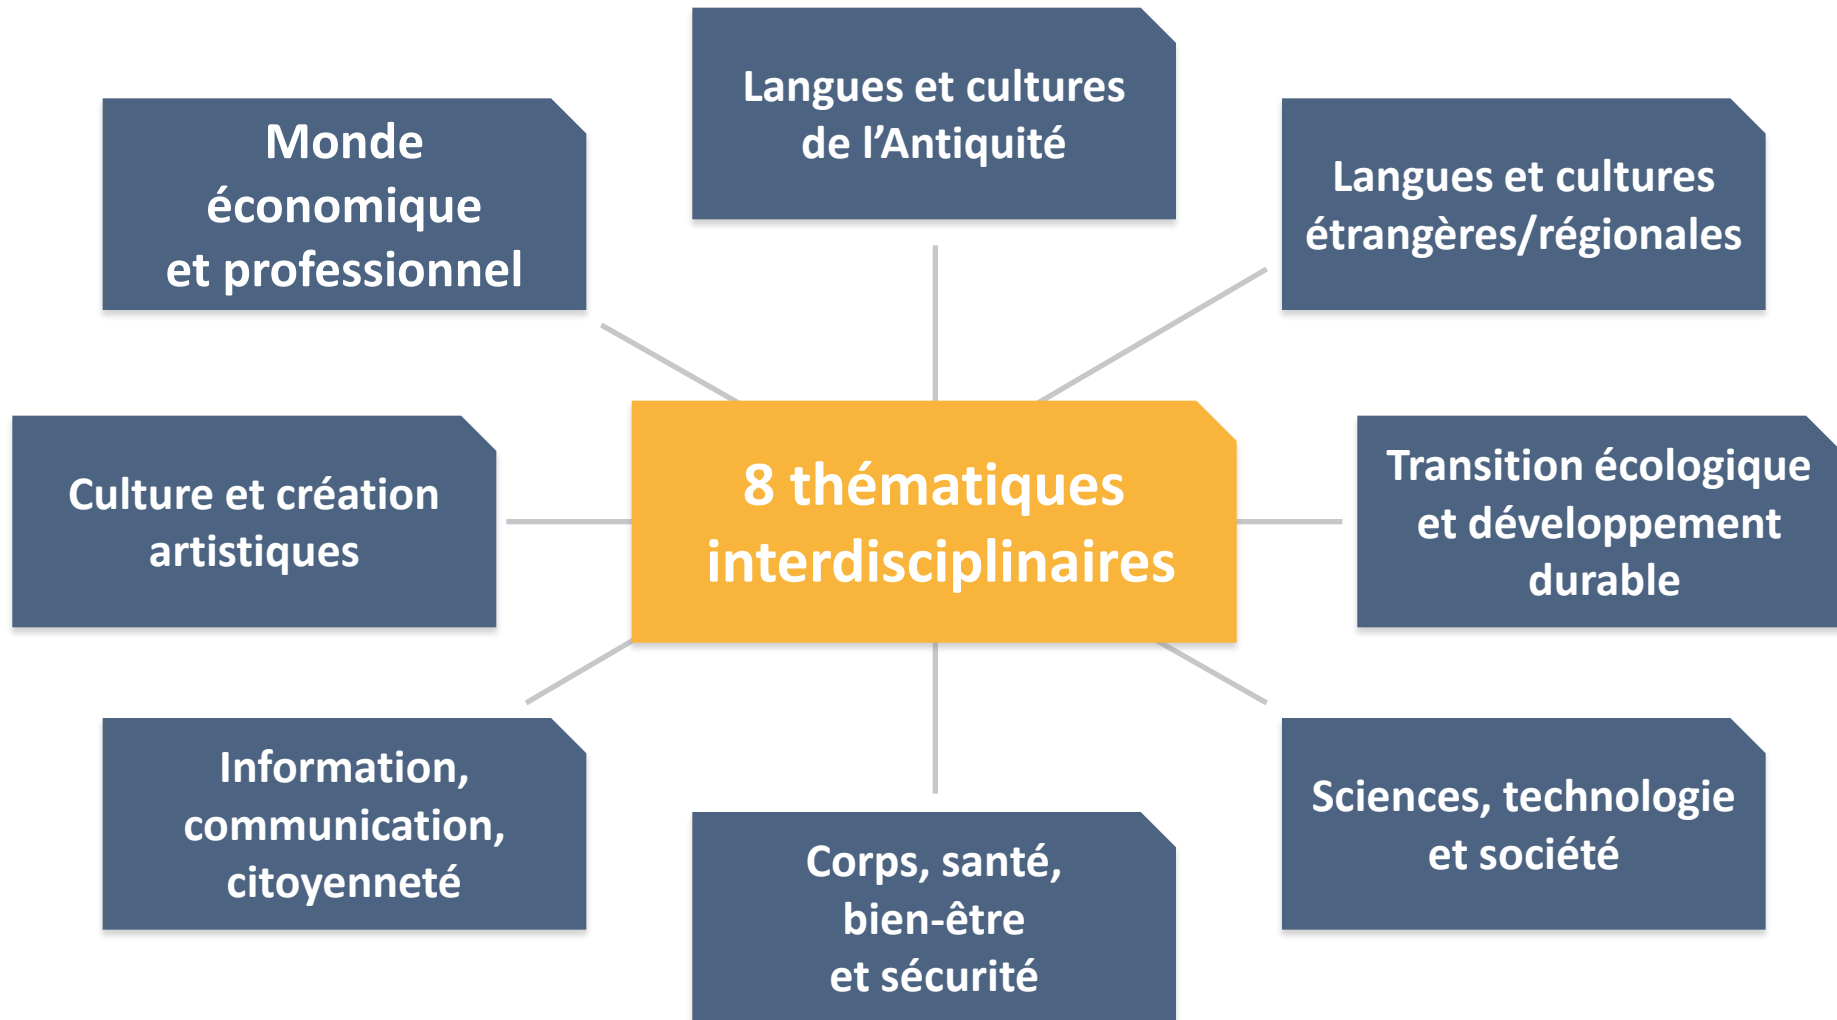 Langues et cultures
de l’Antiquité
Monde
économique
et professionnel
Langues et cultures
étrangères/régionales
Culture et création
artistiques
8 thématiques
interdisciplinaires
Transition écologique
et développement
durable
Information,
communication,
citoyenneté
Corps, santé,
bien-être
et sécurité
Sciences, technologie
et société